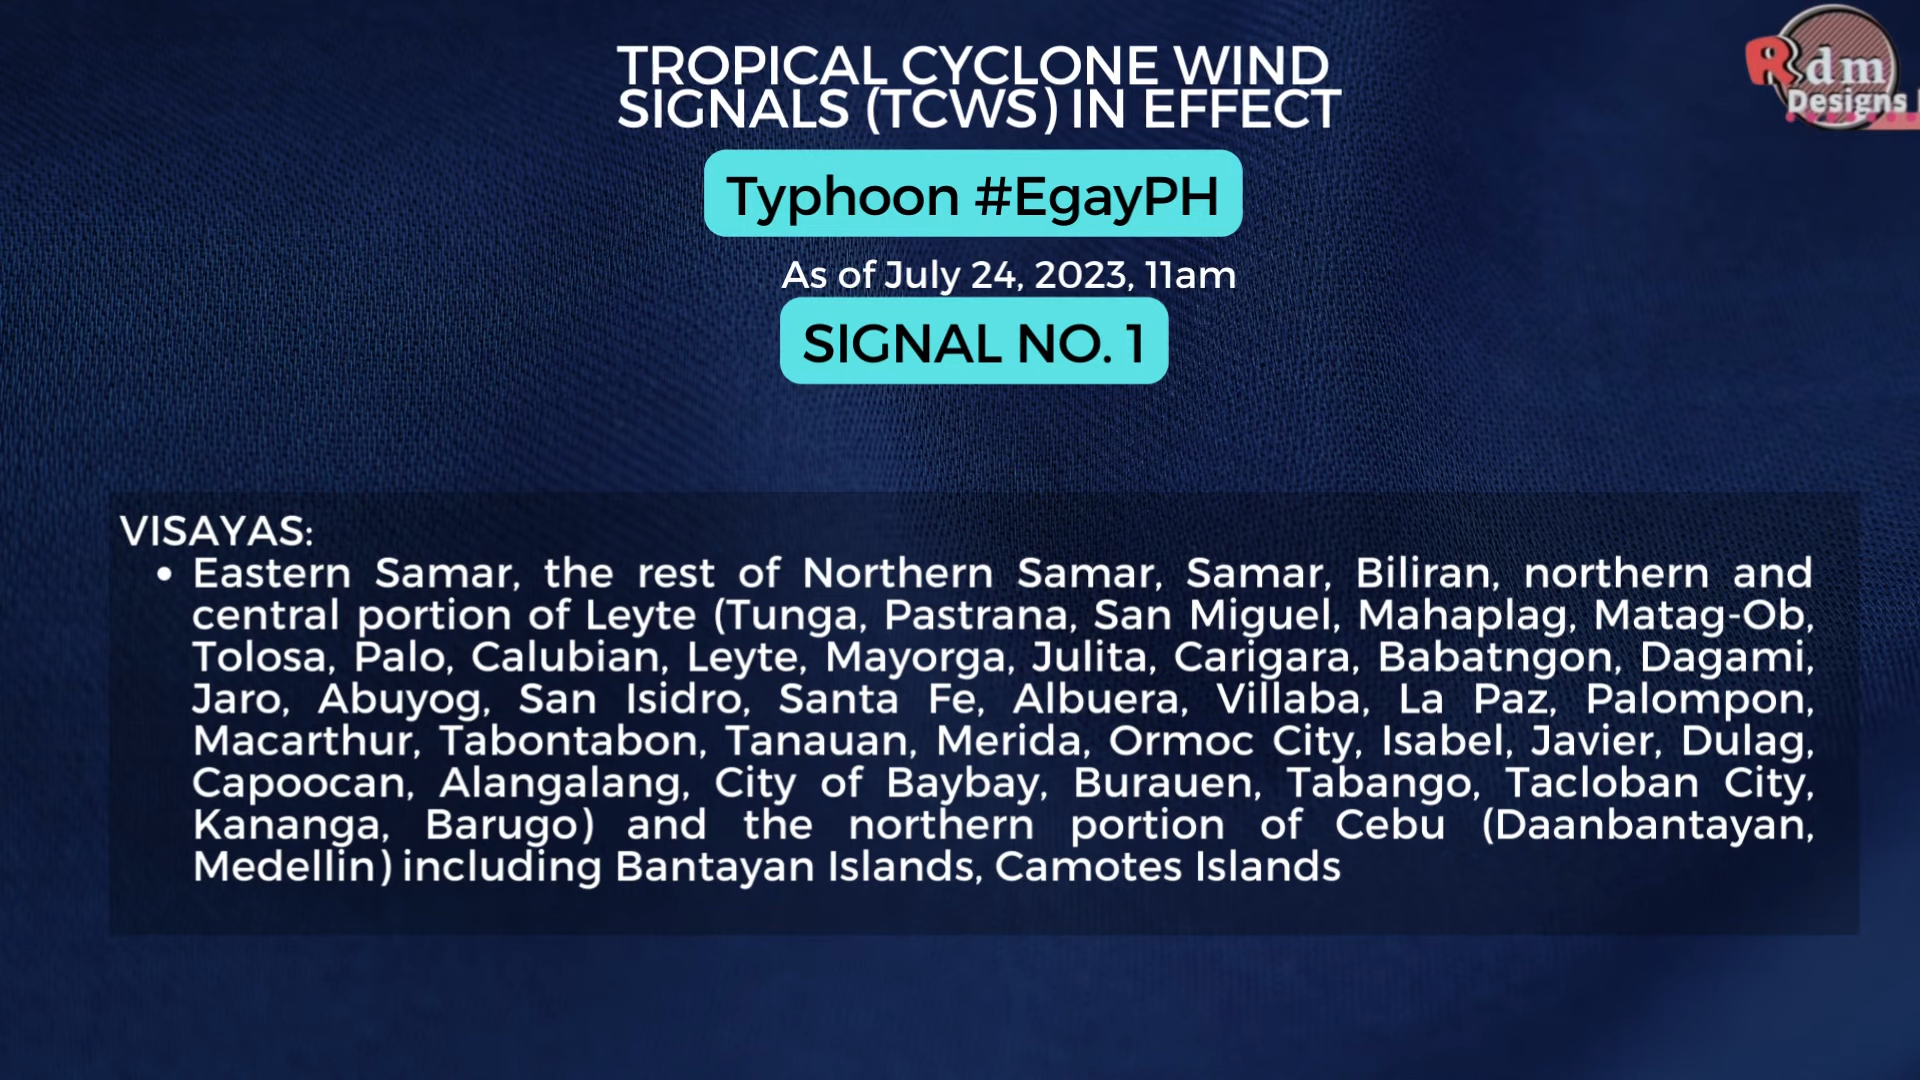 TROPICAL CYCLONE WIND
SIGNALS (TCWS) IN EFFECT
Rdm
Designs
Typhoon #EgayPH
As of July 24, 2023, 11am
SIGNAL NO. 1
VISAYAS:
• Eastern Samar, the rest of Northern Samar, Samar, Biliran, northern and
central portion of Leyte (Tunga, Pastrana, San Miguel, Mahaplag, Matag-Ob,
Tolosa, Palo, Calubian, Leyte, Mayorga, Julita, Carigara, Babatngon, Dagami,
Jaro, Abuyog, San Isidro, Santa Fe, Albuera, Villaba, La Paz, Palompon,
Macarthur, Tabontabon, Tanauan, Merida, Ormoc City, Isabel, Javier, Dulag,
Capoocan, Alangalang, City of Baybay, Burauen, Tabango, Tacloban City,
Kananga, Barugo) and the northern portion of Cebu (Daanbantayan,
Medellin) including Bantayan Islands, Camotes Islands